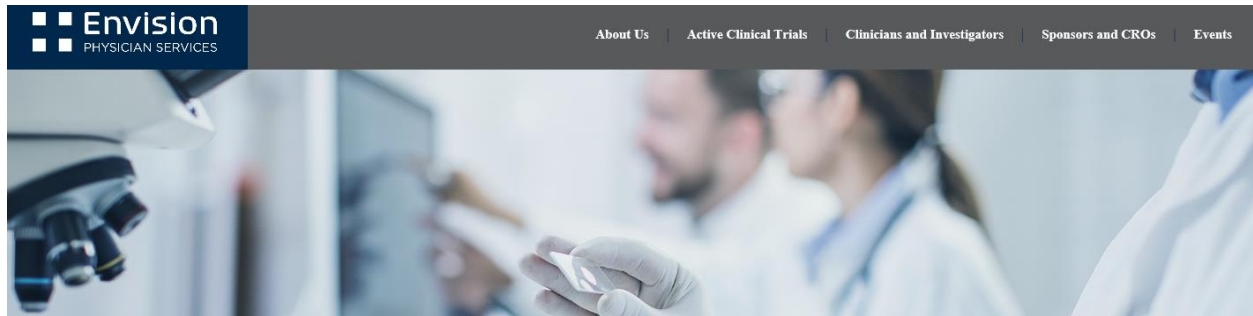 Envision
PHYSICIAN SERVICES
About Us | Active Clinical Trials | Clinicians and Investigators | Sponsors and CROs | Events